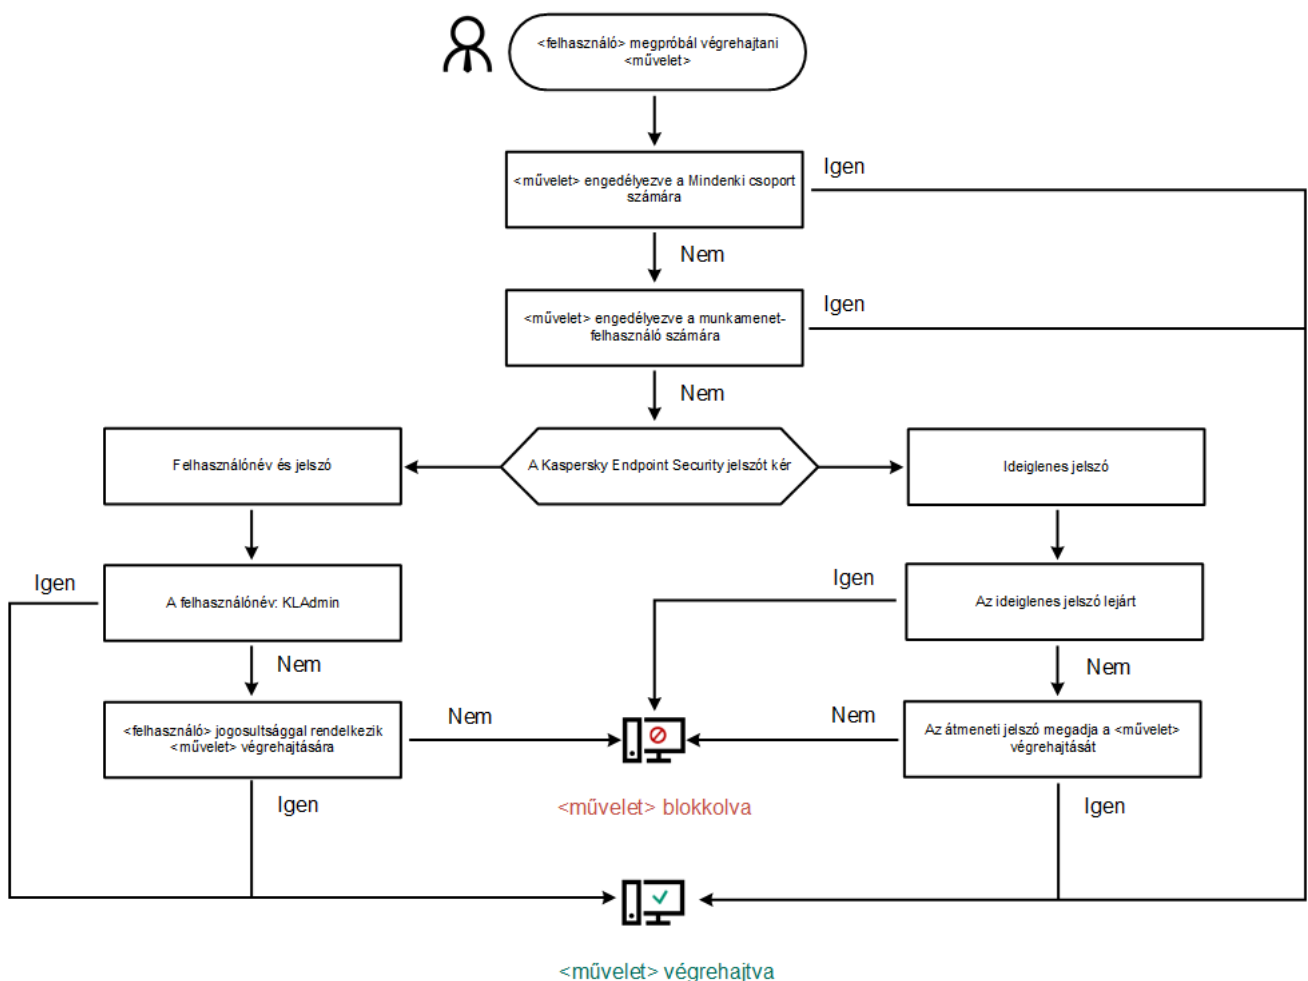 <felhasználó> megpróbál végrehajtani
<művelet>
Igen
<művelet> engedélyezve a Mindenki csoport
számára
Nem
Igen
<művelet> engedélyezve a munkamenet-
felhasználó számára
Nem
Felhasználónév és jelszó
A Kaspersky Endpoint Security jelszót kér
Ideiglenes jelszó
Igen
A felhasználónév: KLAdmin
Igen
Az ideiglenes jelszó lejárt
Nem
Nem
<felhasználó> jogosultsággal rendelkezik
<művelet> végrehajtására
Nem
Nem
Az átmeneti jelszó megadja a <művelet>
végrehajtását
Igen
<művelet> blokkolva
Igen
<művelet> végrehajtva